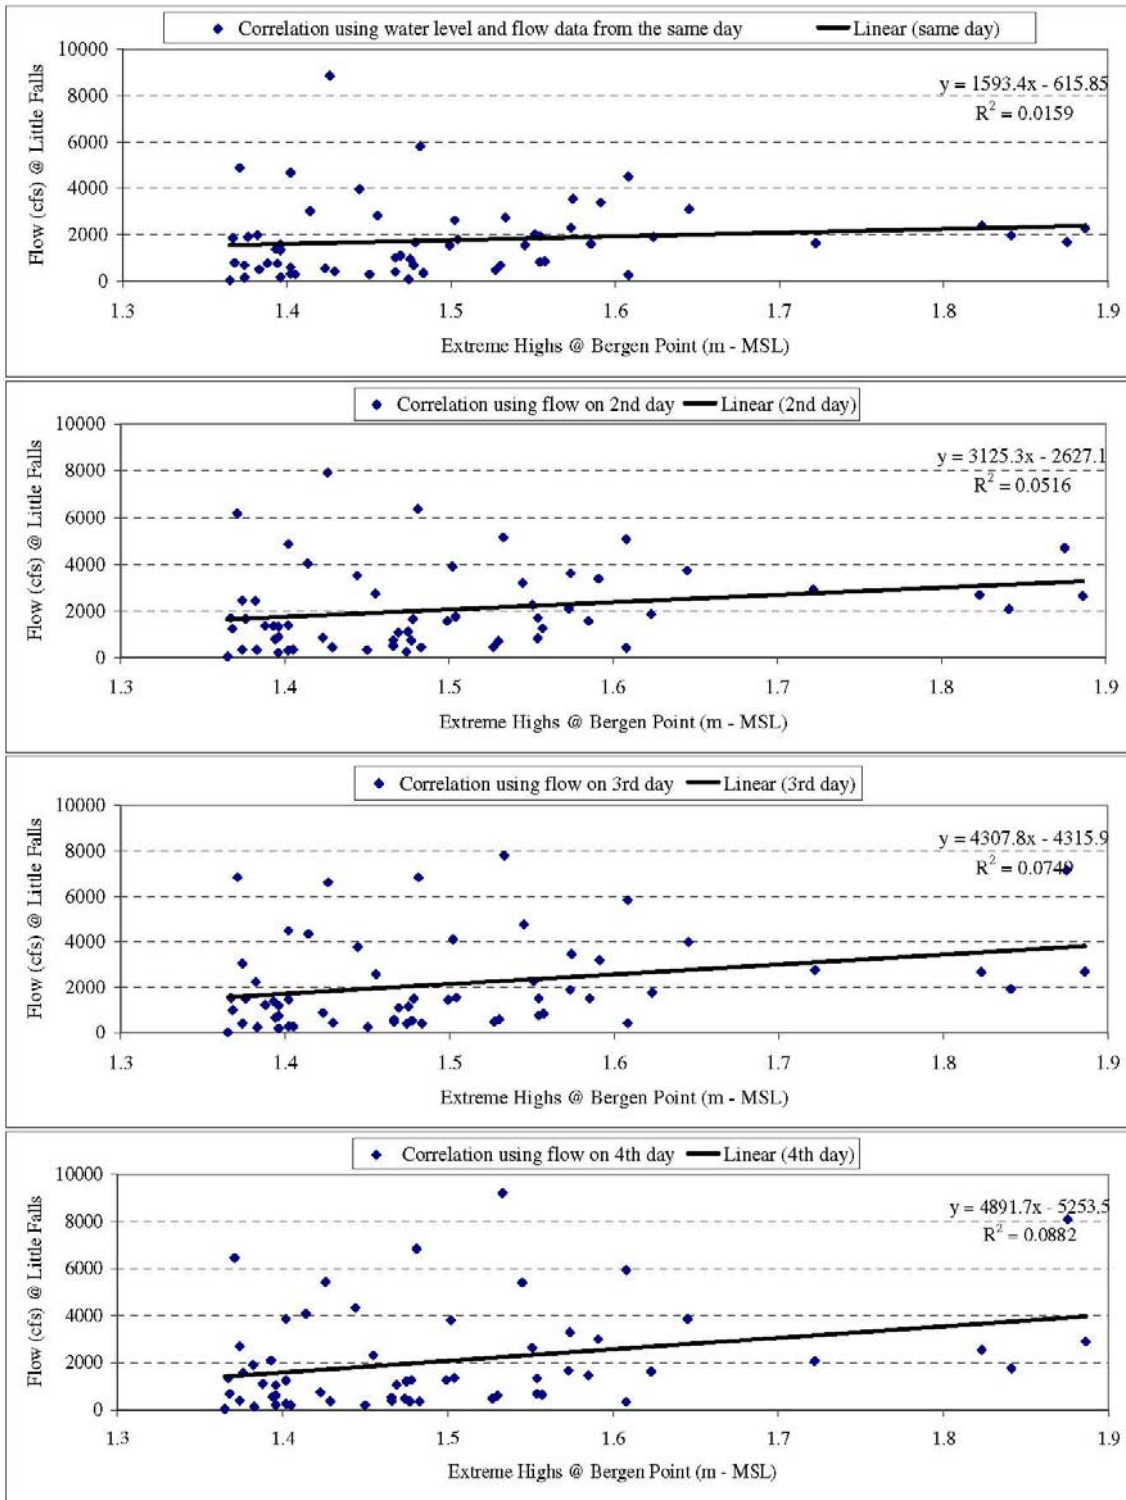 Correlation using water level and flow data from the same day Linear (same day)
Flow (cfs) @ Little Falls
10000
8000
6000
4000
2000
0
y = 1593.4x - 615.85
R² = 0.0159
1.3 1.4 1.5 1.6 1.7 1.8 1.9
Extreme Highs @ Bergen Point (m - MSL)
Correlation using flow on 2nd day Linear (2nd day)
Flow (cfs) @ Little Falls
10000
8000
6000
4000
2000
0
y = 3125.3x - 2627.1
R² = 0.0516
1.3 1.4 1.5 1.6 1.7 1.8 1.9
Extreme Highs @ Bergen Point (m - MSL)
Correlation using flow on 3rd day Linear (3rd day)
Flow (cfs) @ Little Falls
10000
8000
6000
4000
2000
0
y = 4307.8x - 4315.9
R² = 0.0749
1.3 1.4 1.5 1.6 1.7 1.8 1.9
Extreme Highs @ Bergen Point (m - MSL)
Correlation using flow on 4th day Linear (4th day)
Flow (cfs) @ Little Falls
10000
8000
6000
4000
2000
0
y = 4891.7x - 5253.5
R² = 0.0882
1.3 1.4 1.5 1.6 1.7 1.8 1.9
Extreme Highs @ Bergen Point (m - MSL)